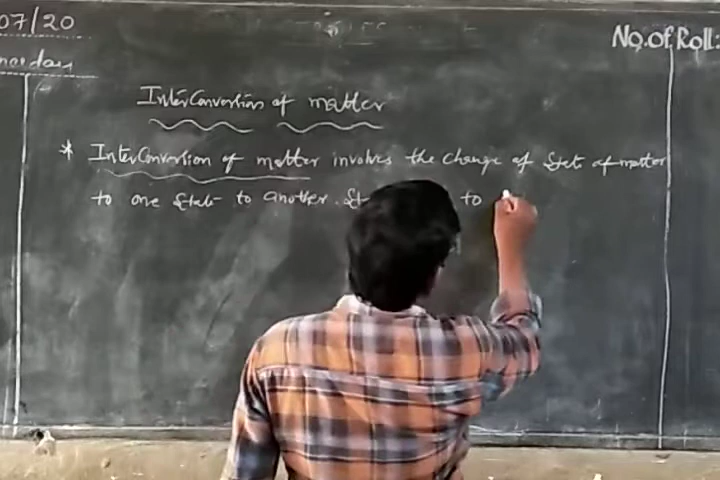 07/20
No.of Roll:
InterConvertion of matter
* InterConvertion of matter involves the change of State of matter
to one State to another. to